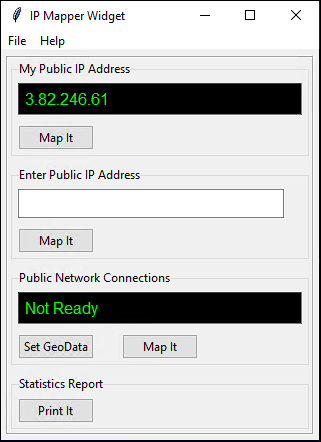 IP Mapper Widget
File Help
My Public IP Address
3.82.246.61
Map It
Enter Public IP Address
Map It
Public Network Connections
Not Ready
Set GeoData Map It
Statistics Report
Print It